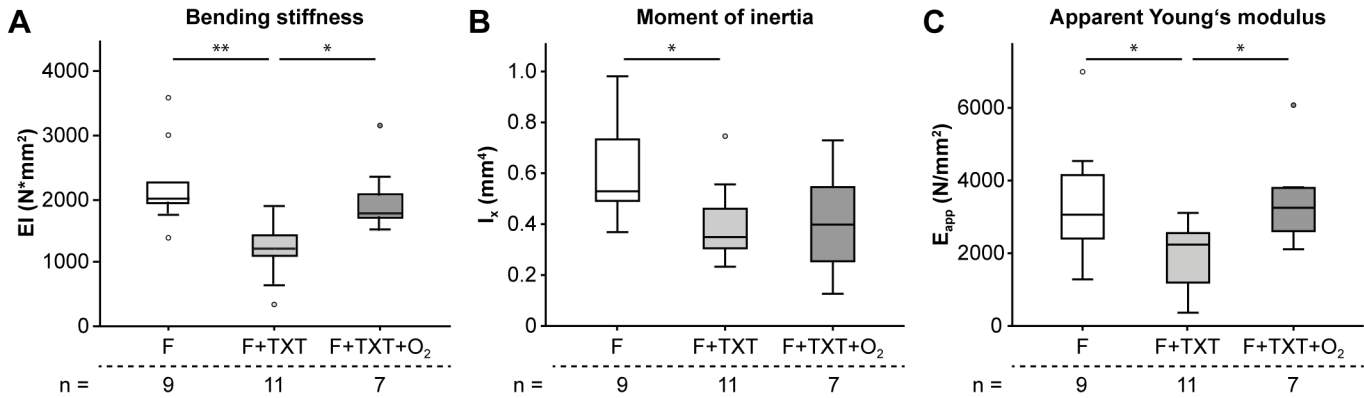 A Bending stiffness
** *
EI (N*mm²)
4000
3000
2000
1000
0
F F+TXT F+TXT+O₂
n = 9 11 7
B Moment of inertia
*
Iₓ (mm⁴)
1.0
0.8
0.6
0.4
0.2
0
F F+TXT F+TXT+O₂
9 11 7
C Apparent Young‘s modulus
* *
E_app (N/mm²)
6000
4000
2000
0
F F+TXT F+TXT+O₂
9 11 7